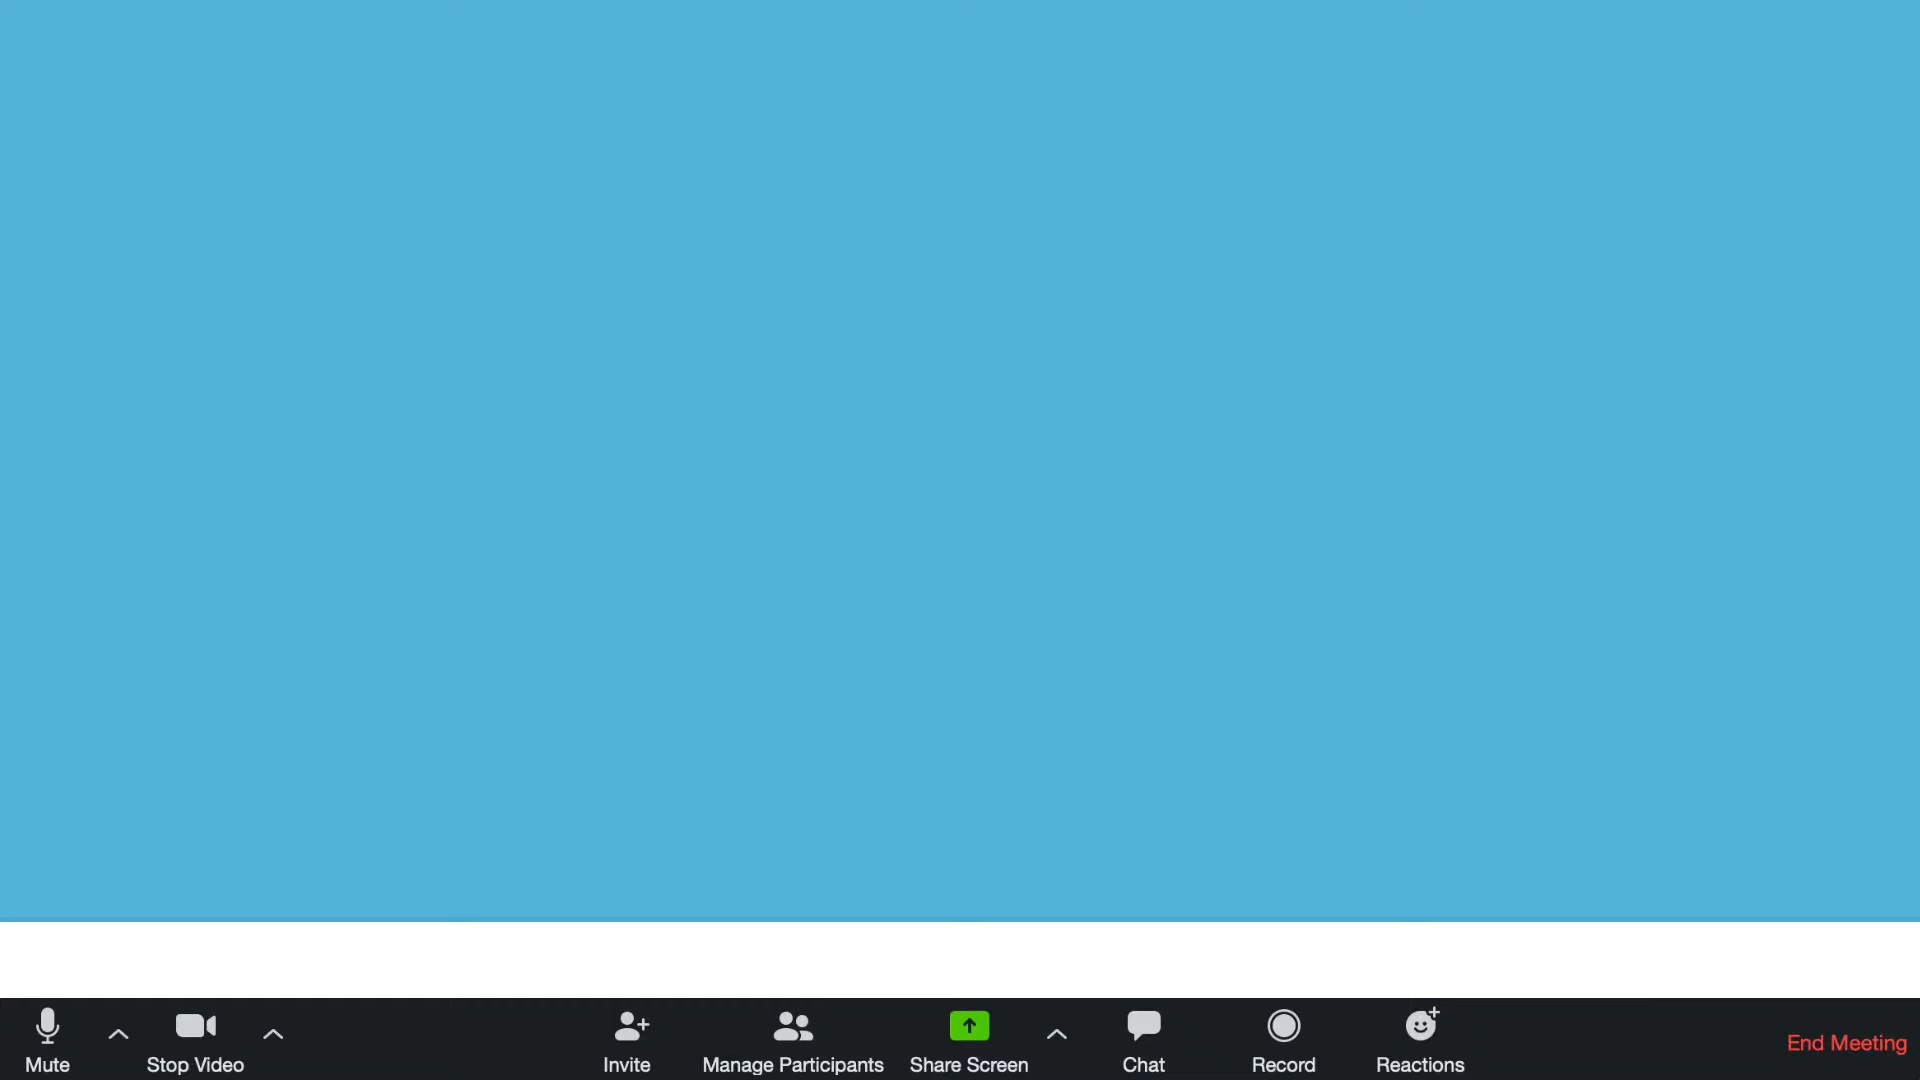 Mute
Stop Video
Invite
Manage Participants
Share Screen
Chat
Record
Reactions
End Meeting